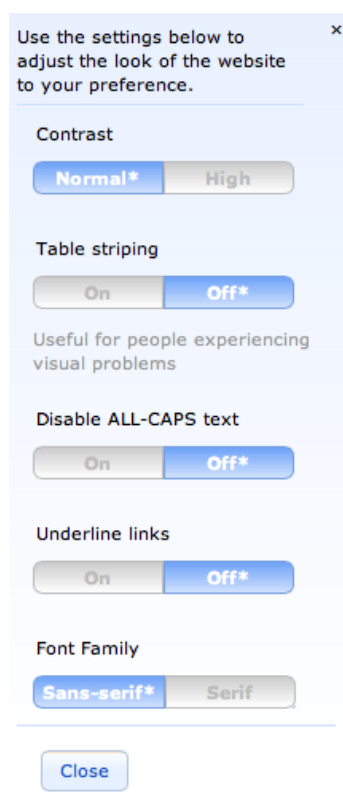 Use the settings below to
adjust the look of the website
to your preference.
×
Contrast
Normal* High
Table striping
On Off*
Useful for people experiencing
visual problems
Disable ALL-CAPS text
On Off*
Underline links
On Off*
Font Family
Sans-serif* Serif
Close